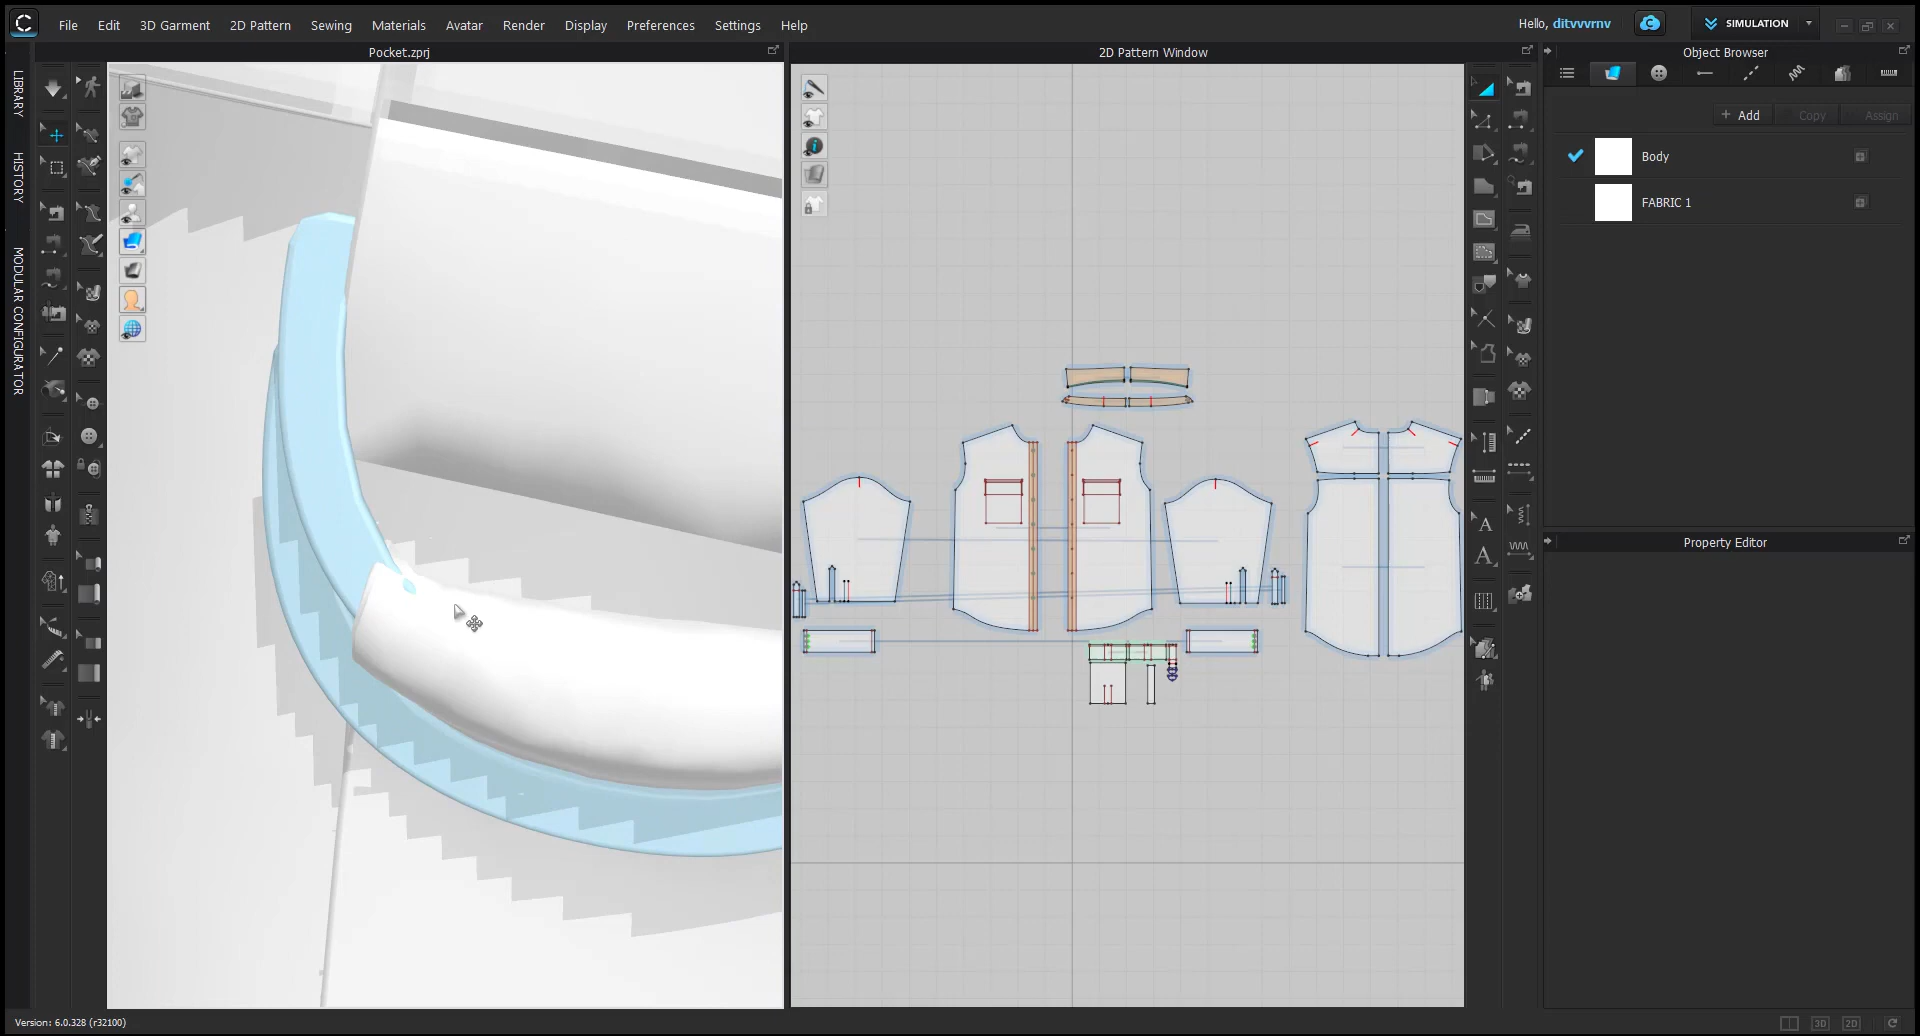 File Edit 3D Garment 2D Pattern Sewing Materials Avatar Render Display Preferences Settings Help
Hello, ditvvvrnv
SIMULATION
Pocket.zprj
2D Pattern Window
Object Browser
LIBRARY
HISTORY
MODULAR CONFIGURATOR
+ Add Copy Assign
Body
FABRIC 1
Property Editor
A
A
Version: 6.0.328 (r32100)
3D 2D